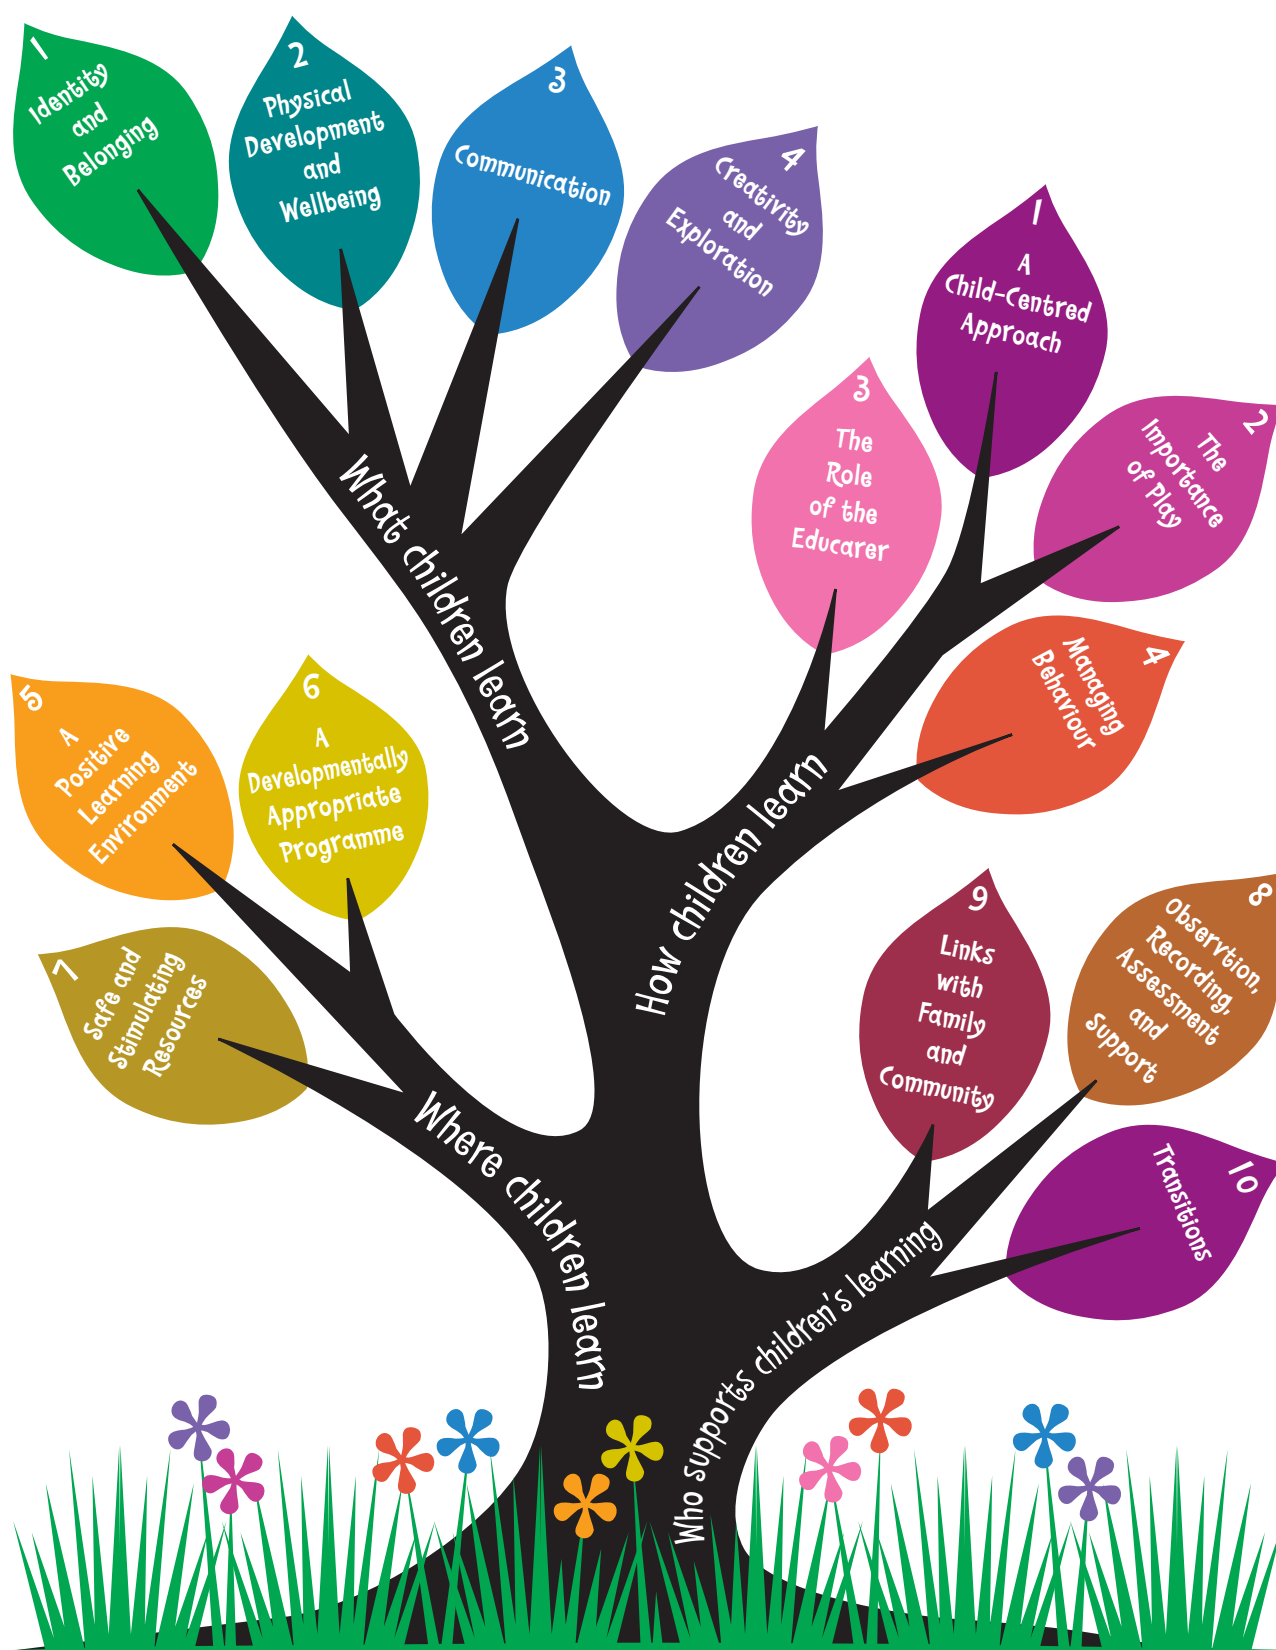 1
Identity
and
Belonging
2
Physical
Development
and
Wellbeing
3
Communication
4
Creativity
and
Exploration
What children learn
1
A
Child-Centred
Approach
2
The
Importance
of Play
3
The
Role
of the
Educarer
4
Managing
Behaviour
How children learn
5
A
Positive
Learning
Environment
6
A
Developmentally
Appropriate
Programme
7
Safe and
Stimulating
Resources
Where children learn
9
Links
with
Family
and
Community
8
Observtion,
Recording,
Assessment
and
Support
10
Transitions
Who supports children's learning